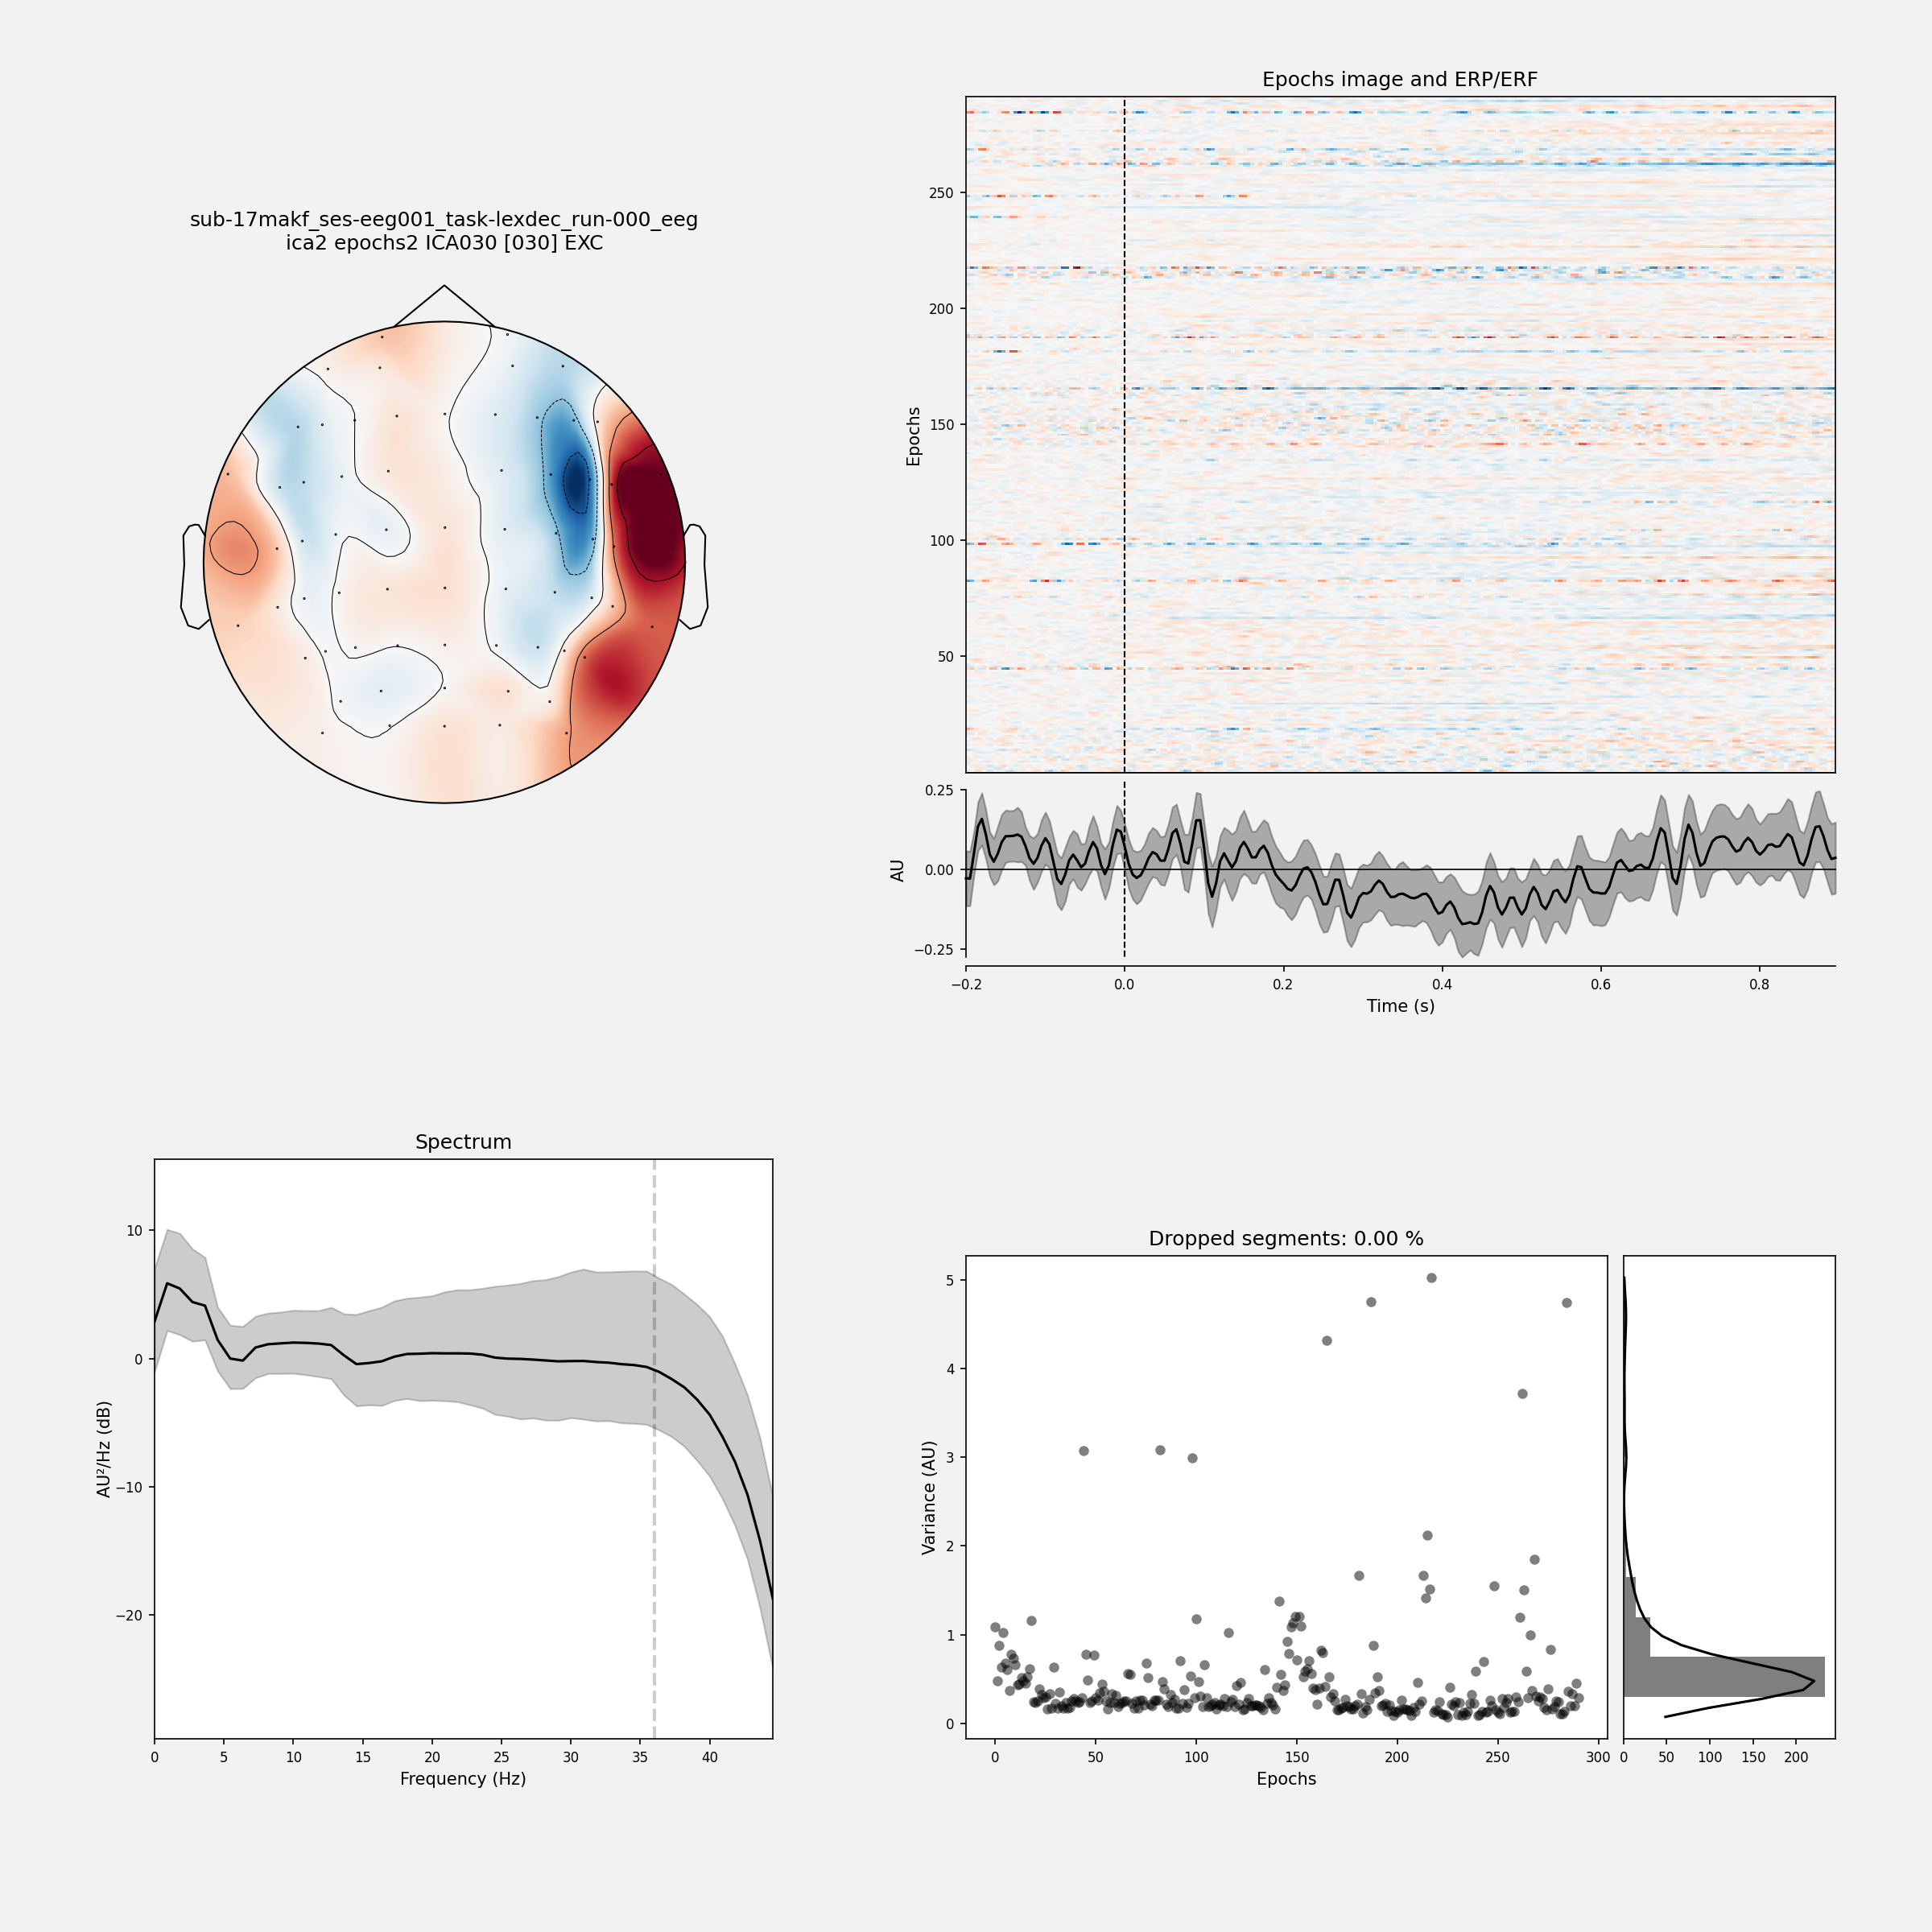 sub-17makf_ses-eeg001_task-lexdec_run-000_eeg
ica2 epochs2 ICA030 [030] EXC
Epochs image and ERP/ERF
250
200
150
100
50
Epochs
0.25
0.00
−0.25
AU
−0.2 0.0 0.2 0.4 0.6 0.8
Time (s)
Spectrum
10
0
−10
−20
AU²/Hz (dB)
0 5 10 15 20 25 30 35 40
Frequency (Hz)
Dropped segments: 0.00 %
5
4
3
2
1
0
Variance (AU)
0 50 100 150 200 250 300
Epochs
0 50 100 150 200